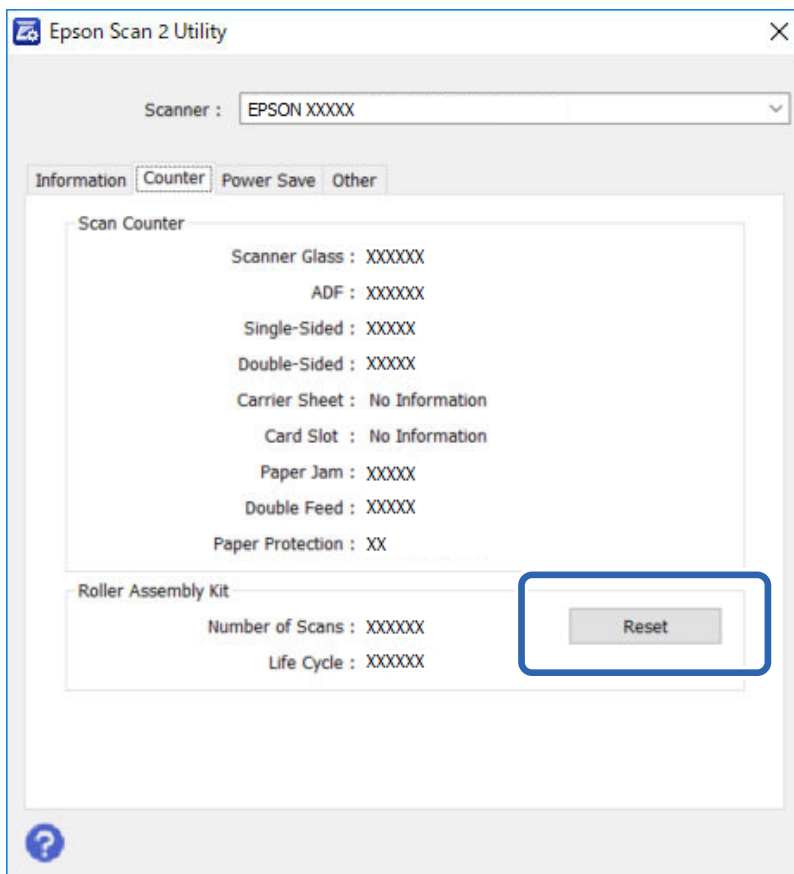 Epson Scan 2 Utility
Scanner : EPSON XXXXX
Information Counter Power Save Other
Scan Counter
Scanner Glass : XXXXXX
ADF : XXXXXX
Single-Sided : XXXXX
Double-Sided : XXXXX
Carrier Sheet : No Information
Card Slot : No Information
Paper Jam : XXXXX
Double Feed : XXXXX
Paper Protection : XX
Roller Assembly Kit
Number of Scans : XXXXXX Reset
Life Cycle : XXXXXX
?